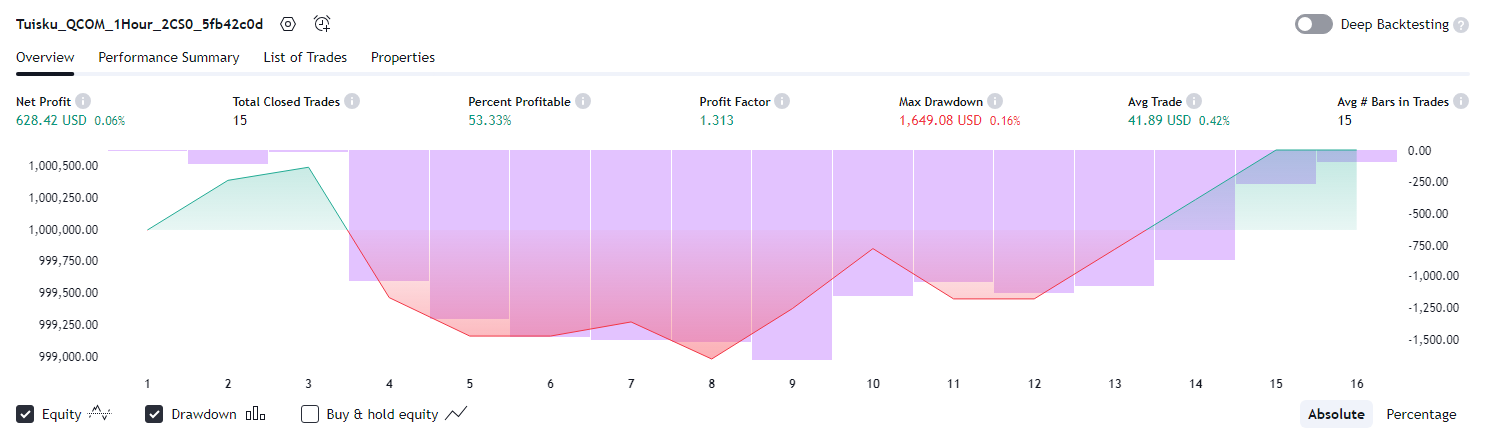 Tuisku_QCOM_1Hour_2CS0_5fb42c0d Deep Backtesting ?
Overview Performance Summary List of Trades Properties
Net Profit Total Closed Trades Percent Profitable Profit Factor Max Drawdown Avg Trade Avg # Bars in Trades
628.42 USD 0.06% 15 53.33% 1.313 1,649.08 USD 0.16% 41.89 USD 0.42% 15
0.00
1,000,500.00
-250.00
1,000,250.00
-500.00
1,000,000.00
-750.00
999,750.00
-1,000.00
999,500.00
-1,250.00
999,250.00
-1,500.00
999,000.00
1 2 3 4 5 6 7 8 9 10 11 12 13 14 15 16
Equity Drawdown Buy & hold equity Absolute Percentage